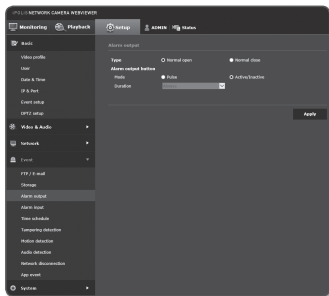 iPOLiS NETWORK CAMERA WEBVIEWER
Monitoring Playback Setup ADMIN Status
Basic
Video profile
User
Date & Time
IP & Port
Event setup
DPTZ setup
Video & Audio
Network
Event
FTP / E-mail
Storage
Alarm output
Alarm input
Time schedule
Tampering detection
Motion detection
Audio detection
Network disconnection
App event
System
Alarm output
Type Normal open Normal close
Alarm output button
Mode Pulse Active/Inactive
Duration
Apply